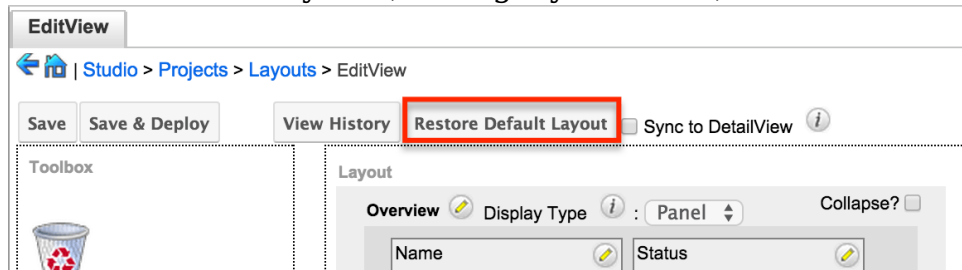 EditView
| Studio > Projects > Layouts > EditView
Save Save & Deploy View History Restore Default Layout Sync to DetailView i
Toolbox
Layout
Overview Display Type i : Panel Collapse?
Name Status